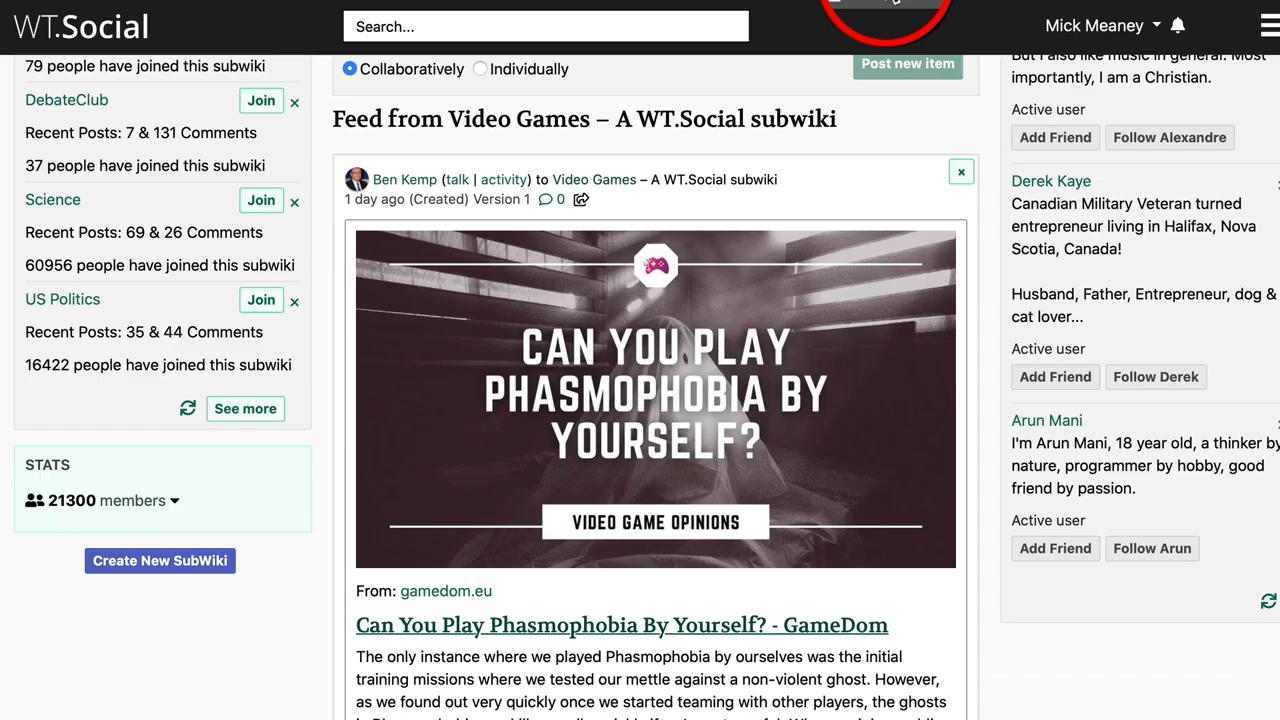 WT.Social
Search...
Mick Meaney
79 people have joined this subwiki
DebateClub
Join
Recent Posts: 7 & 131 Comments
37 people have joined this subwiki
Science
Join
Recent Posts: 69 & 26 Comments
60956 people have joined this subwiki
US Politics
Join
Recent Posts: 35 & 44 Comments
16422 people have joined this subwiki
See more
STATS
21300 members
Create New SubWiki
Collaboratively
Individually
Post new item
Feed from Video Games – A WT.Social subwiki
Ben Kemp (talk | activity) to Video Games – A WT.Social subwiki
1 day ago (Created) Version 1 0
CAN YOU PLAY
PHASMOPHOBIA BY
YOURSELF?
VIDEO GAME OPINIONS
From: gamedom.eu
Can You Play Phasmophobia By Yourself? - GameDom
The only instance where we played Phasmophobia by ourselves was the initial
training missions where we tested our mettle against a non-violent ghost. However,
as we found out very quickly once we started teaming with other players, the ghosts
But I also like music in general. Most
importantly, I am a Christian.
Active user
Add Friend
Follow Alexandre
Derek Kaye
Canadian Military Veteran turned
entrepreneur living in Halifax, Nova
Scotia, Canada!
Husband, Father, Entrepreneur, dog &
cat lover...
Active user
Add Friend
Follow Derek
Arun Mani
I'm Arun Mani, 18 year old, a thinker by
nature, programmer by hobby, good
friend by passion.
Active user
Add Friend
Follow Arun